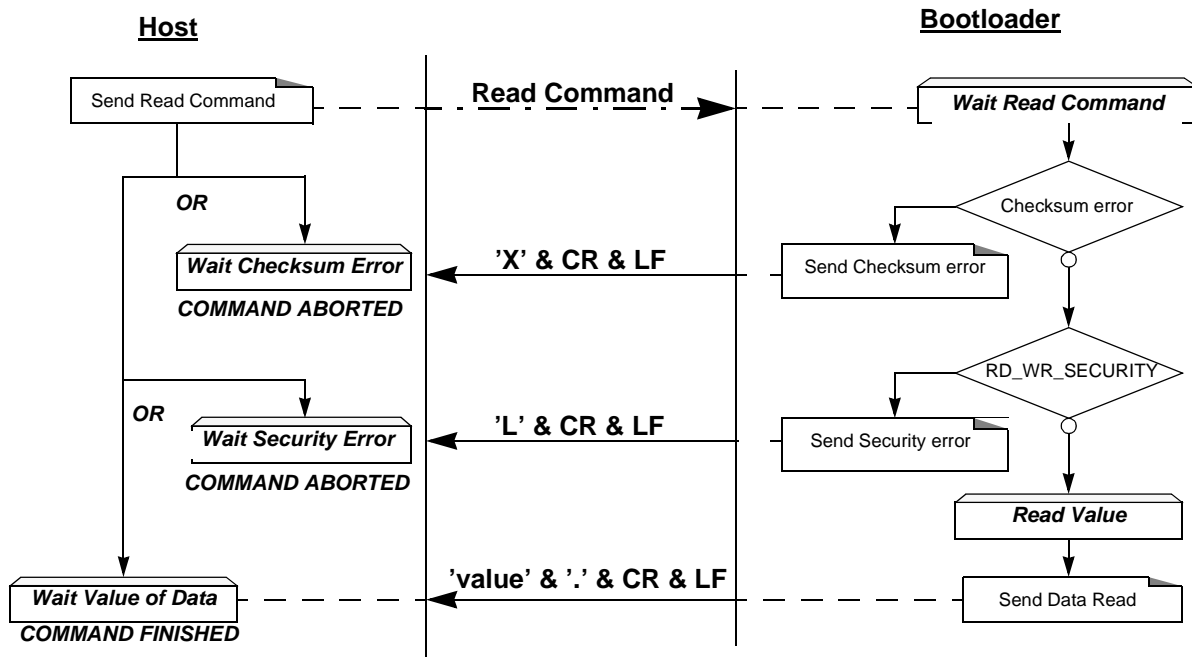 Host
Bootloader
Send Read Command
Read Command
Wait Read Command
OR
Checksum error
Wait Checksum Error
’X’ & CR & LF
Send Checksum error
COMMAND ABORTED
RD_WR_SECURITY
OR
Wait Security Error
’L’ & CR & LF
Send Security error
COMMAND ABORTED
Read Value
’value’ & ’.’ & CR & LF
Wait Value of Data
Send Data Read
COMMAND FINISHED